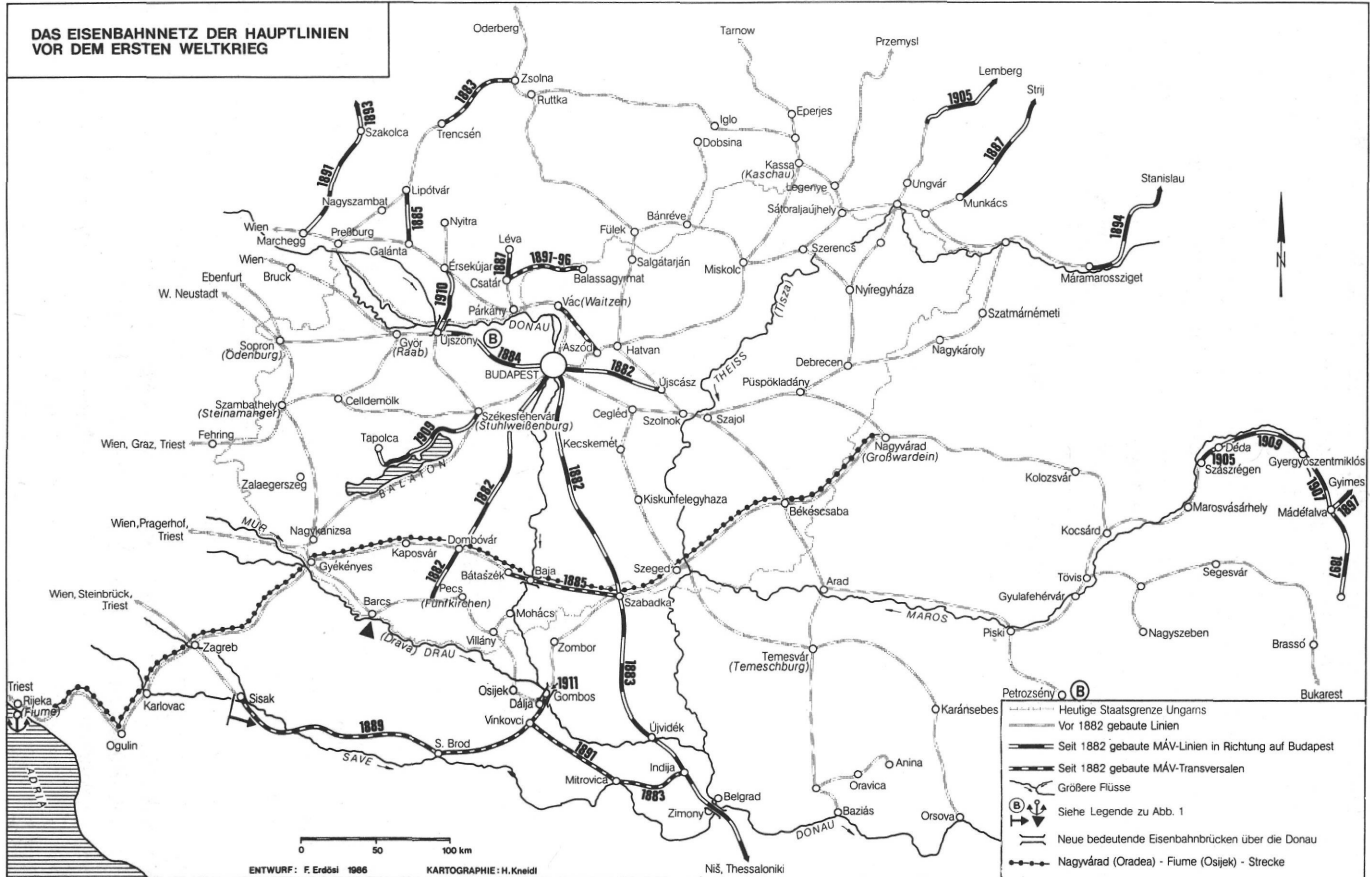 DAS EISENBAHNNETZ DER HAUPTLINIEN
VOR DEM ERSTEN WELTKRIEG
Oderberg
Tarnow
Przemysl
Lemberg
Strij
Stanislau
Zsolna
Ruttka
1883
Trencsén
1893
Szakolca
1891
Eperjes
Iglo
Dobsina
Kassa
(Kaschau)
Legenye
1905
1887
Ungvár
Munkács
1894
Lipótvár
Nagyszambat
1885
Nyitra
Sátoraljaújhely
Bánréve
Fülek
Wien
Marchegg
Preßburg
Galánta
Léva
1887
1897-96
Csatár
Balassagyrmat
Salgátarján
Miskolc
Szerencs
Máramarossziget
N
Wien
Bruck
Érsekújár
1910
Ebenfurt
W. Neustadt
Párkány
Vác(Waitzen)
DONAU
Nyíregyháza
(Tisza)
THEISS
Szatmárnémeti
Sopron
(Ödenburg)
Györ
(Raab)
Újszöny
B
1884
BUDAPEST
Aszód
Hatvan
1882
Újscász
Debrecen
Nagykároly
Püspökladány
Szambathely
(Steinamanger)
Celldemölk
Székesfehervár
(Stuhlweißenburg)
Cegléd
Szolnok
Szajol
Wien, Graz, Triest
Fehring
Tapolca
1909
BALATON
Kecskemét
Nagyvárad
(Großwardein)
Zalaegerszeg
1882
1882
Kiskunfelegyhaza
Békéscsaba
Kolozsvár
Déda
1909
1905
Szászrégen
Gyergyószentmiklós
1907
Gyimes
1897
Mádéfalva
Marosvásárhely
1897
Wien, Pragerhof,
Triest
MUR
Nagykanizsa
Gyékényes
Kaposvár
Dombóvár
1882
Bátaszék
1885
Baja
Szeged
Szabadka
Kocsárd
Tövis
Gyulafehérvár
Segesvár
Arad
MAROS
Piski
Nagyszeben
Brassó
Bukarest
Wien, Steinbrück,
Triest
Barcs
Pecs
(Fünfkirchen)
Mohács
Villány
(Drava) DRAU
Zombor
Zagreb
Temesvár
(Temeschburg)
Petrozsény
B
Triest
Rijeka
(Fiume)
Karlovac
Ogulin
Sisak
Osijek
Dálja
1911
Gombos
Vinkovci
1883
Újvidék
Karánsebes
1889
S. Brod
SAVE
1891
Mitrovica
1883
Indija
Anina
Oravica
ADRIA
Zimony
Belgrad
Baziás
DONAU
Orsova
Niš, Thessaloniki
0 50 100 km
ENTWURF: F. Erdösi 1986 KARTOGRAPHIE: H.Kneidl
Heutige Staatsgrenze Ungarns
Vor 1882 gebaute Linien
Seit 1882 gebaute MÁV-Linien in Richtung auf Budapest
Seit 1882 gebaute MÁV-Transversalen
Größere Flüsse
B Siehe Legende zu Abb. 1
Neue bedeutende Eisenbahnbrücken über die Donau
Nagyvárad (Oradea) - Fiume (Osijek) - Strecke